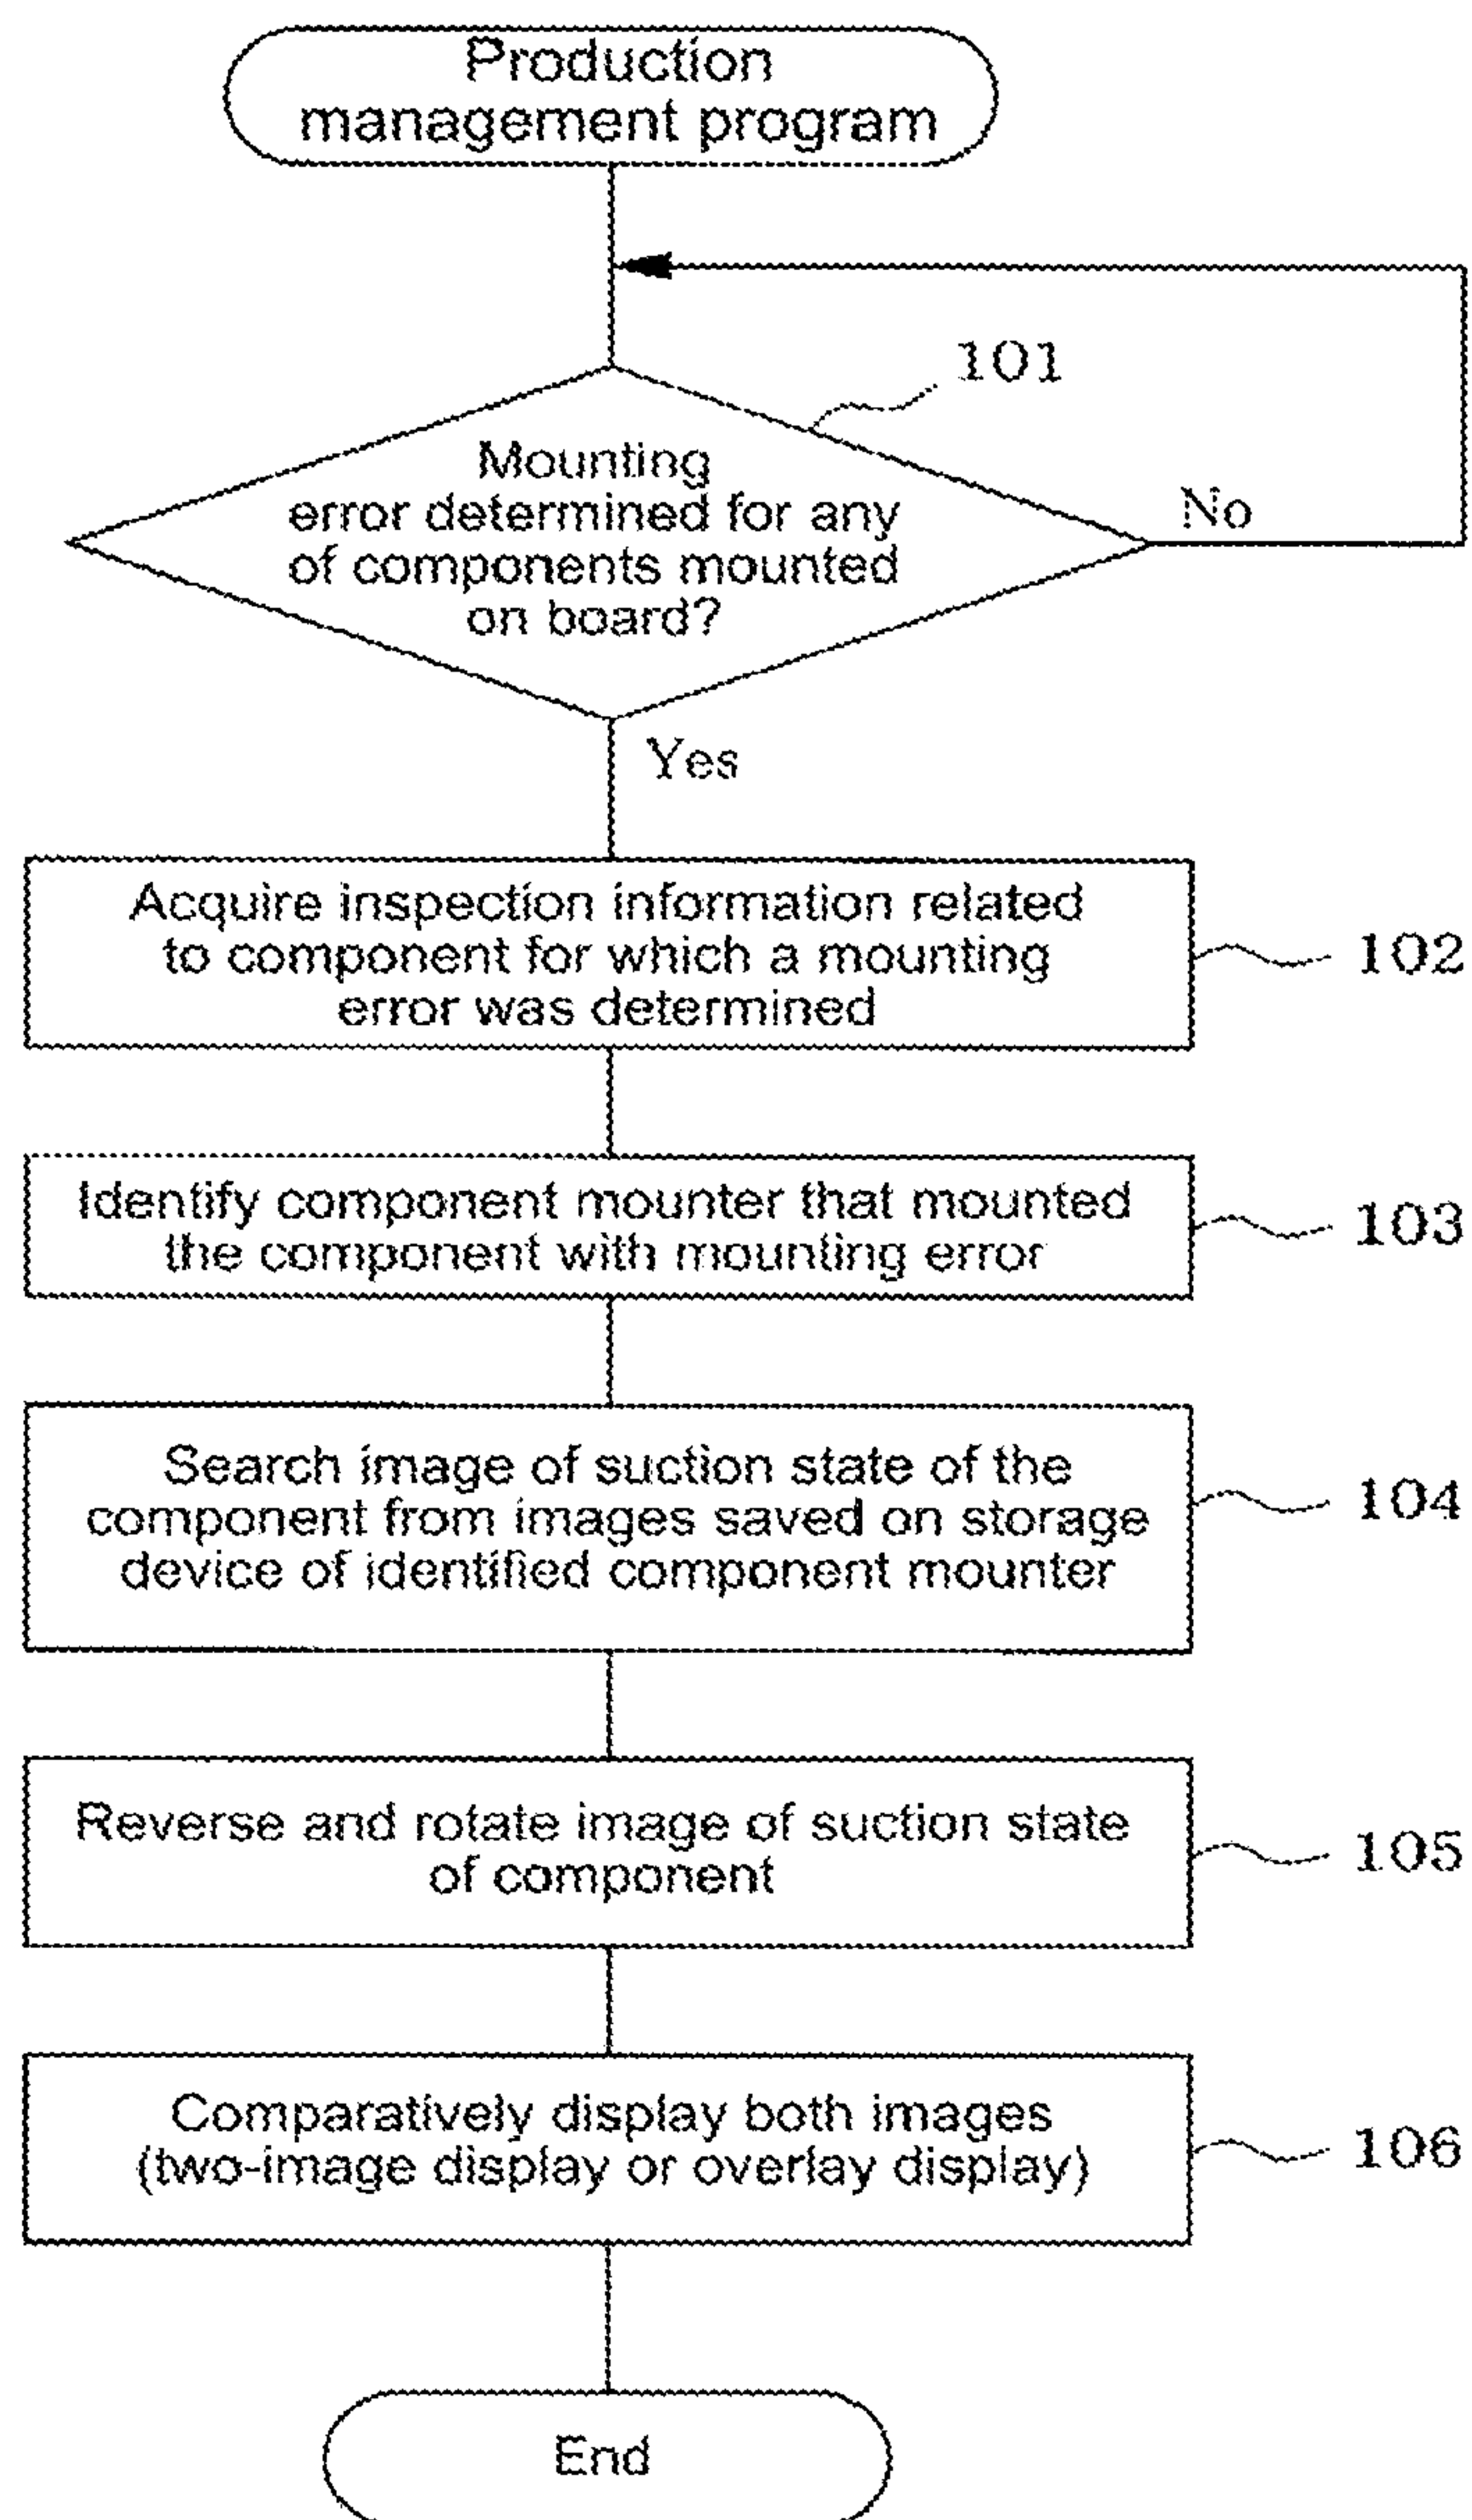 Production
management program
101
Mounting
error determined for any
of components mounted
on board?
No
Yes
Acquire inspection information related
to component for which a mounting
error was determined
102
Identify component mounter that mounted
the component with mounting error
103
Search image of suction state of the
component from images saved on storage
device of identified component mounter
104
Reverse and rotate image of suction state
of component
105
Comparatively display both images
(two-image display or overlay display)
106
End